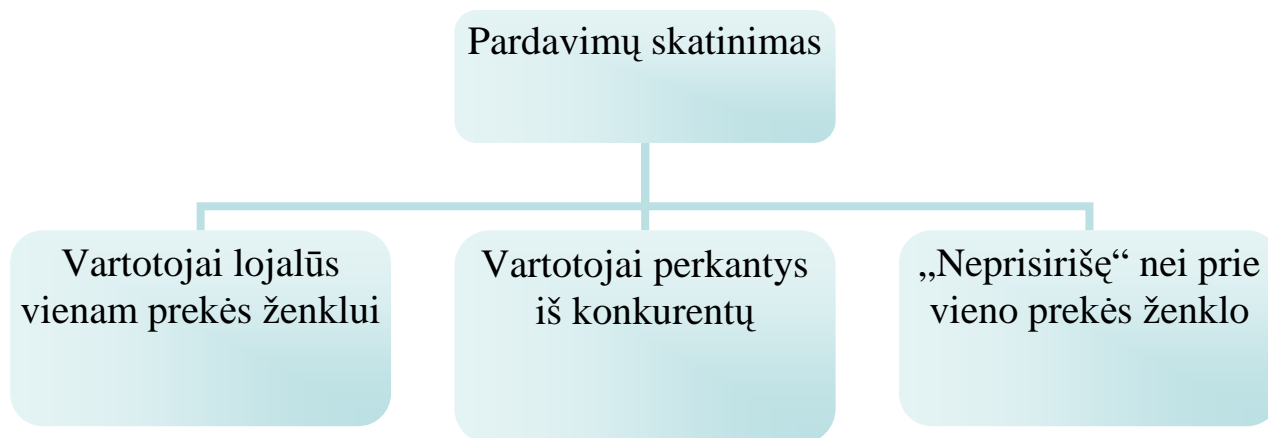 Pardavimų skatinimas
Vartotojai lojalūs
vienam prekės ženklui
Vartotojai perkantys
iš konkurentų
„Neprisirišę“ nei prie
vieno prekės ženklo